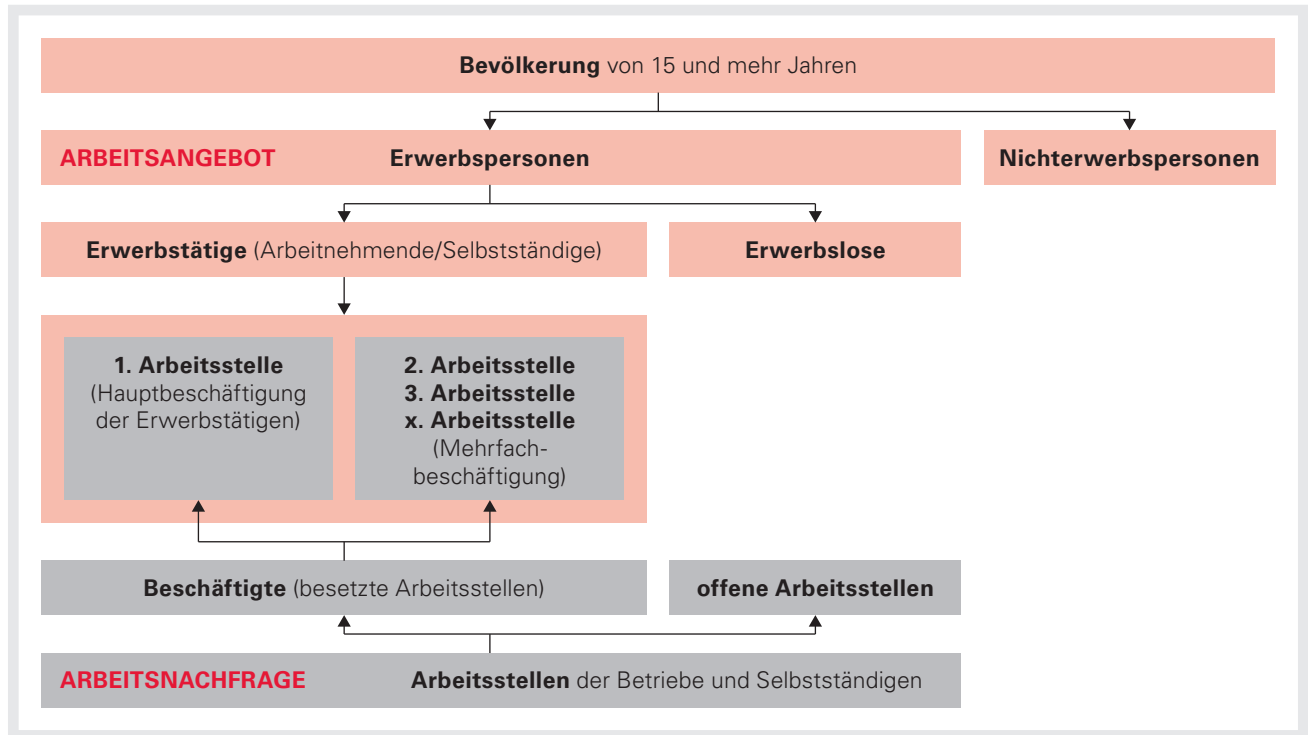 Bevölkerung von 15 und mehr Jahren
ARBEITSANGEBOT Erwerbspersonen
Nichterwerbspersonen
Erwerbstätige (Arbeitnehmende/Selbstständige)
Erwerbslose
1. Arbeitsstelle
(Hauptbeschäftigung
der Erwerbstätigen)
2. Arbeitsstelle
3. Arbeitsstelle
x. Arbeitsstelle
(Mehrfach-
beschäftigung)
Beschäftigte (besetzte Arbeitsstellen)
offene Arbeitsstellen
ARBEITSNACHFRAGE Arbeitsstellen der Betriebe und Selbstständigen